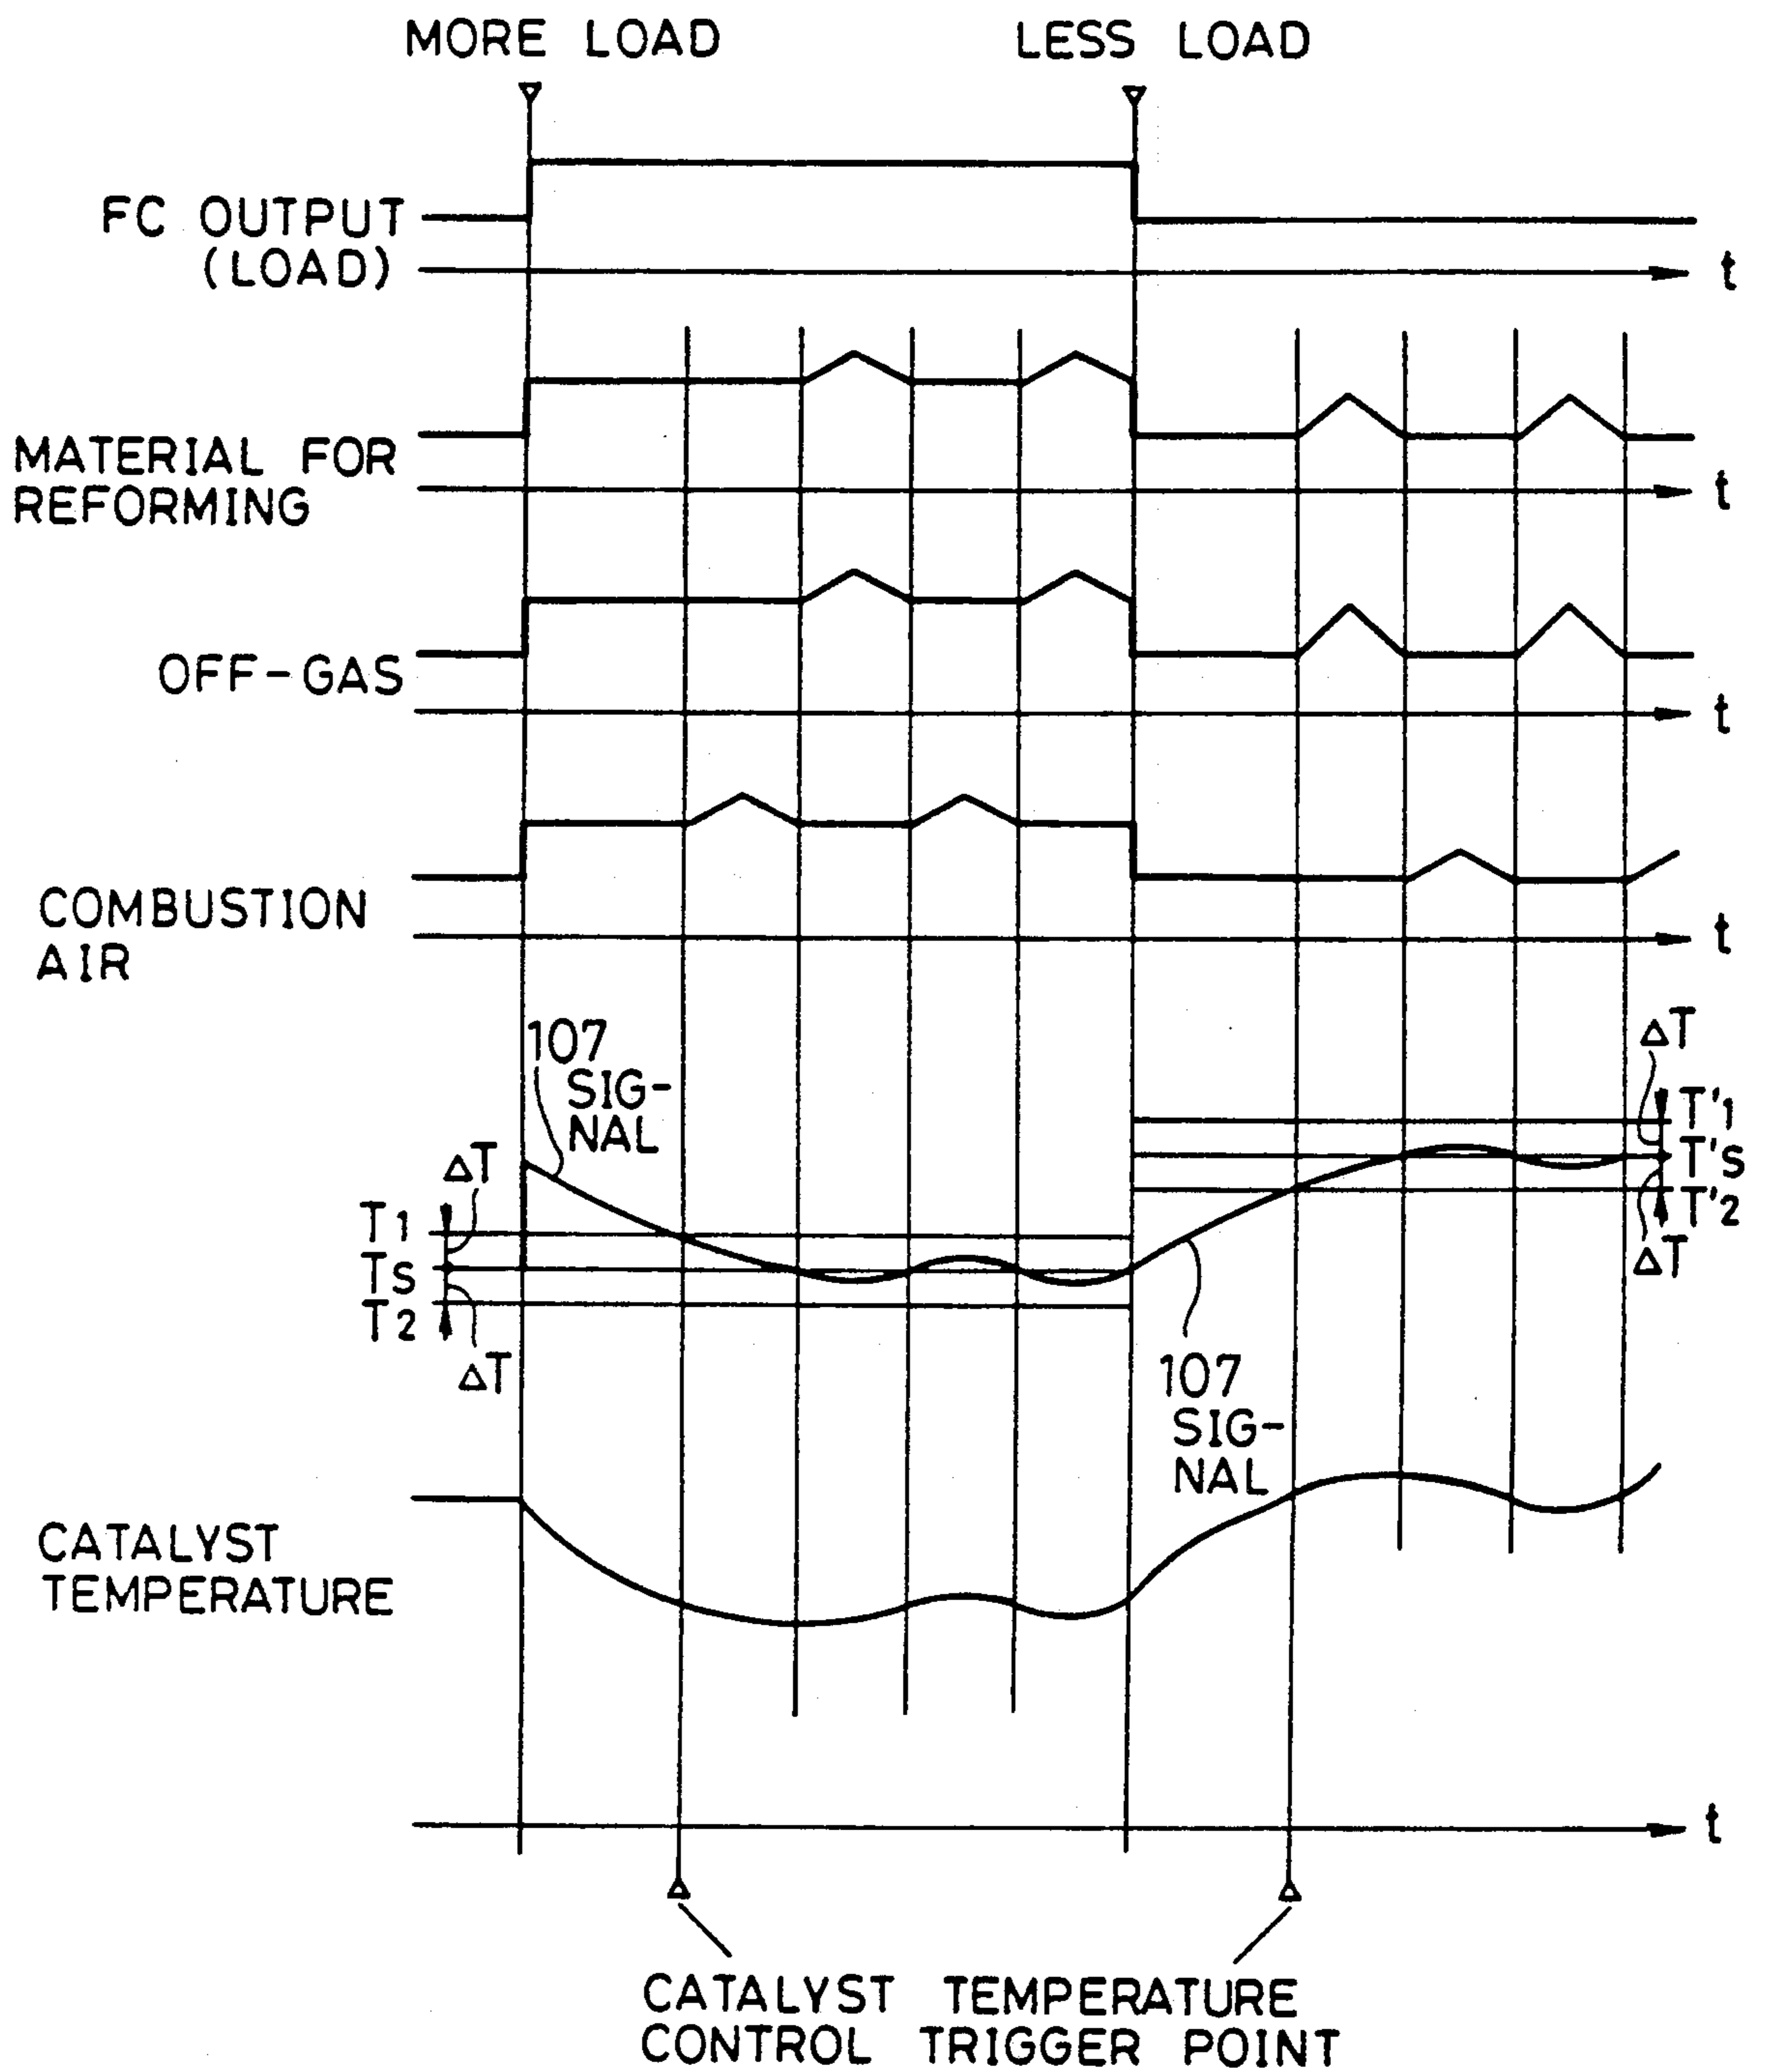 MORE LOAD
LESS LOAD
FC OUTPUT
(LOAD)
t
MATERIAL FOR
REFORMING
t
OFF-GAS
t
COMBUSTION
AIR
t
107
SIG-
NAL
ΔT
T1
Ts
T2
ΔT
ΔT
T'1
T's
T'2
ΔT
107
SIG-
NAL
CATALYST
TEMPERATURE
t
CATALYST TEMPERATURE
CONTROL TRIGGER POINT